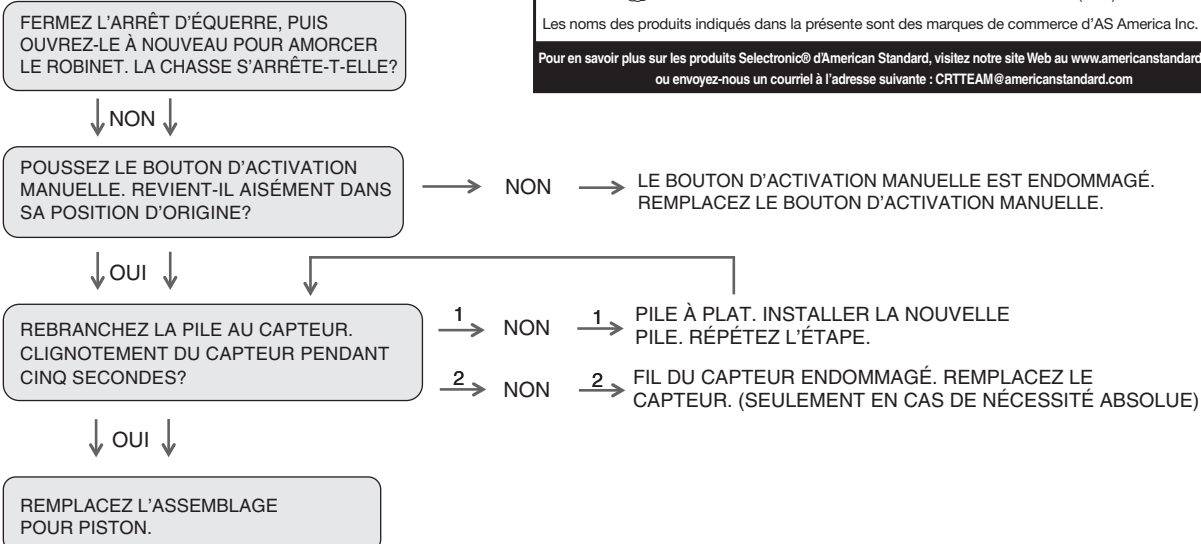 FERMEZ L'ARRÊT D'ÉQUERRE, PUIS
OUVREZ-LE À NOUVEAU POUR AMORCER
LE ROBINET. LA CHASSE S'ARRÊTE-T-ELLE?
Les noms des produits indiqués dans la présente sont des marques de commerce d'AS America Inc.
Pour en savoir plus sur les produits Selectronic® d'American Standard, visitez notre site Web au www.americanstandard
ou envoyez-nous un courriel à l'adresse suivante : CRTTEAM@americanstandard.com
NON
POUSSEZ LE BOUTON D'ACTIVATION
MANUELLE. REVIENT-IL AISÉMENT DANS
SA POSITION D'ORIGINE?
NON
LE BOUTON D'ACTIVATION MANUELLE EST ENDOMMAGÉ.
REMPLACEZ LE BOUTON D'ACTIVATION MANUELLE.
OUI
REBRANCHEZ LA PILE AU CAPTEUR.
CLIGNOTEMENT DU CAPTEUR PENDANT
CINQ SECONDES?
1 NON 1
PILE À PLAT. INSTALLER LA NOUVELLE
PILE. RÉPÉTEZ L'ÉTAPE.
2 NON 2
FIL DU CAPTEUR ENDOMMAGÉ. REMPLACEZ LE
CAPTEUR. (SEULEMENT EN CAS DE NÉCESSITÉ ABSOLUE)
OUI
REMPLACEZ L'ASSEMBLAGE
POUR PISTON.